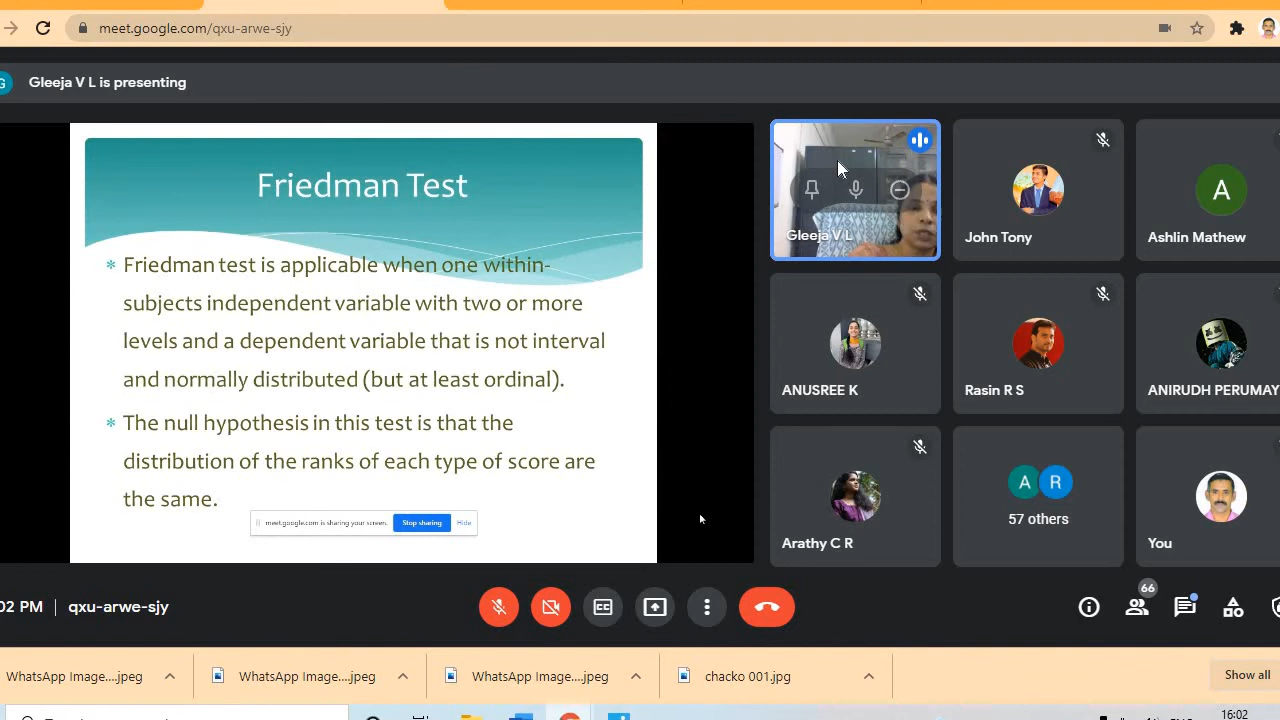 meet.google.com/qxu-arwe-sjy
G
Gleeja V L is presenting
Friedman Test
* Friedman test is applicable when one within-
subjects independent variable with two or more
levels and a dependent variable that is not interval
and normally distributed (but at least ordinal).
* The null hypothesis in this test is that the
distribution of the ranks of each type of score are
the same.
meet.google.com is sharing your screen.
Stop sharing
Hide
Gleeja V L
John Tony
A
Ashlin Mathew
ANUSREE K
Rasin R S
ANIRUDH PERUMAY
Arathy C R
A R
57 others
You
02 PM | qxu-arwe-sjy
CC
66
WhatsApp Image....jpeg
WhatsApp Image....jpeg
WhatsApp Image....jpeg
chacko 001.jpg
Show all
16:02